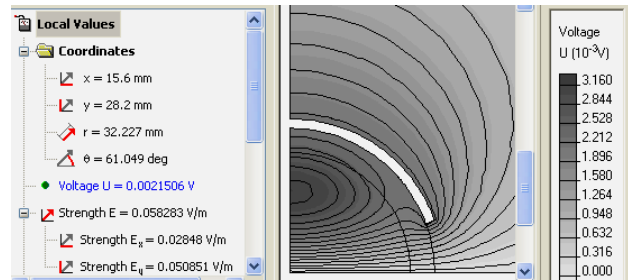 Local Values
Coordinates
x = 15.6 mm
y = 28.2 mm
r = 32.227 mm
θ = 61.049 deg
Voltage U = 0.0021506 V
Strength E = 0.058283 V/m
Strength Ex = 0.02848 V/m
Strength Ey = 0.050851 V/m
Voltage
U (10⁻³V)
3.160
2.844
2.528
2.212
1.896
1.580
1.264
0.948
0.632
0.316
0.000